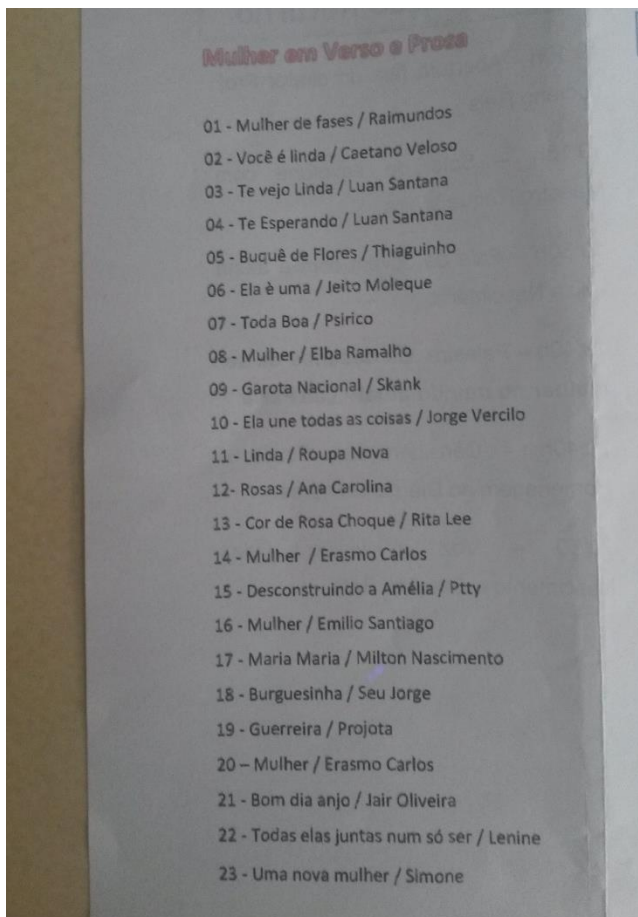 Mulher em Verso e Prosa
01 - Mulher de fases / Raimundos
02 - Você é linda / Caetano Veloso
03 - Te vejo Linda / Luan Santana
04 - Te Esperando / Luan Santana
05 - Buquê de Flores / Thiaguinho
06 - Ela è uma / Jeito Moleque
07 - Toda Boa / Psirico
08 - Mulher / Elba Ramalho
09 - Garota Nacional / Skank
10 - Ela une todas as coisas / Jorge Vercilo
11 - Linda / Roupa Nova
12- Rosas / Ana Carolina
13 - Cor de Rosa Choque / Rita Lee
14 - Mulher / Erasmo Carlos
15 - Desconstruindo a Amélia / Ptty
16 - Mulher / Emilio Santiago
17 - Maria Maria / Milton Nascimento
18 - Burguesinha / Seu Jorge
19 - Guerreira / Projota
20 – Mulher / Erasmo Carlos
21 - Bom dia anjo / Jair Oliveira
22 - Todas elas juntas num só ser / Lenine
23 - Uma nova mulher / Simone